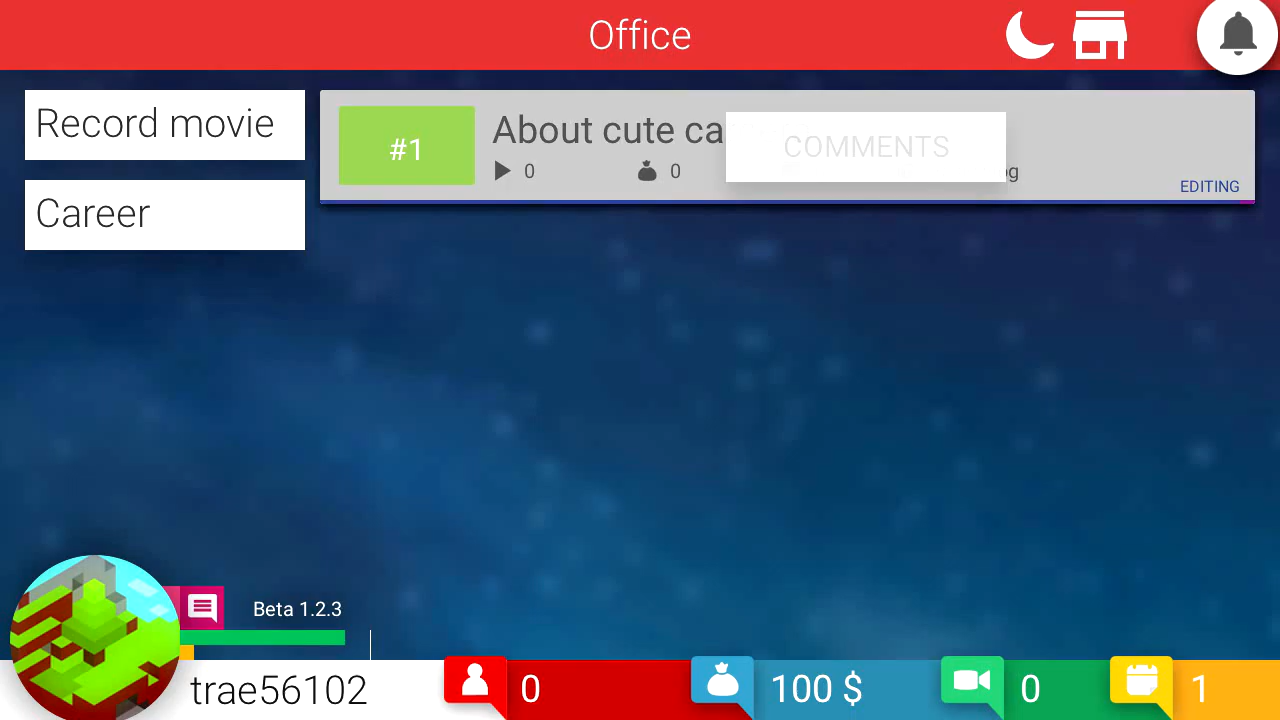 Office
Record movie
Career
#1
About cute ca
COMMENTS
0
0
og
EDITING
Beta 1.2.3
trae56102
0
100 $
0
1